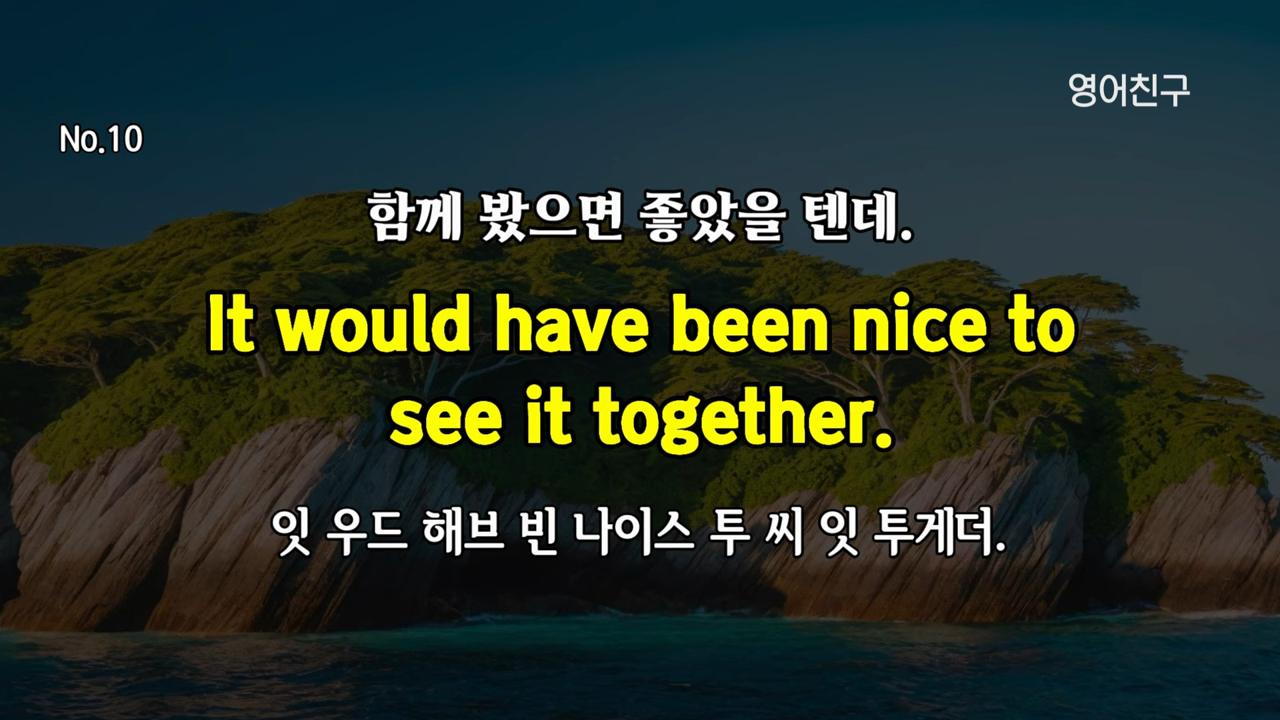 영어친구
No.10
함께 봤으면 좋았을 텐데.
It would have been nice to
see it together.
잇 우드 해브 빈 나이스 투 씨 잇 투게더.